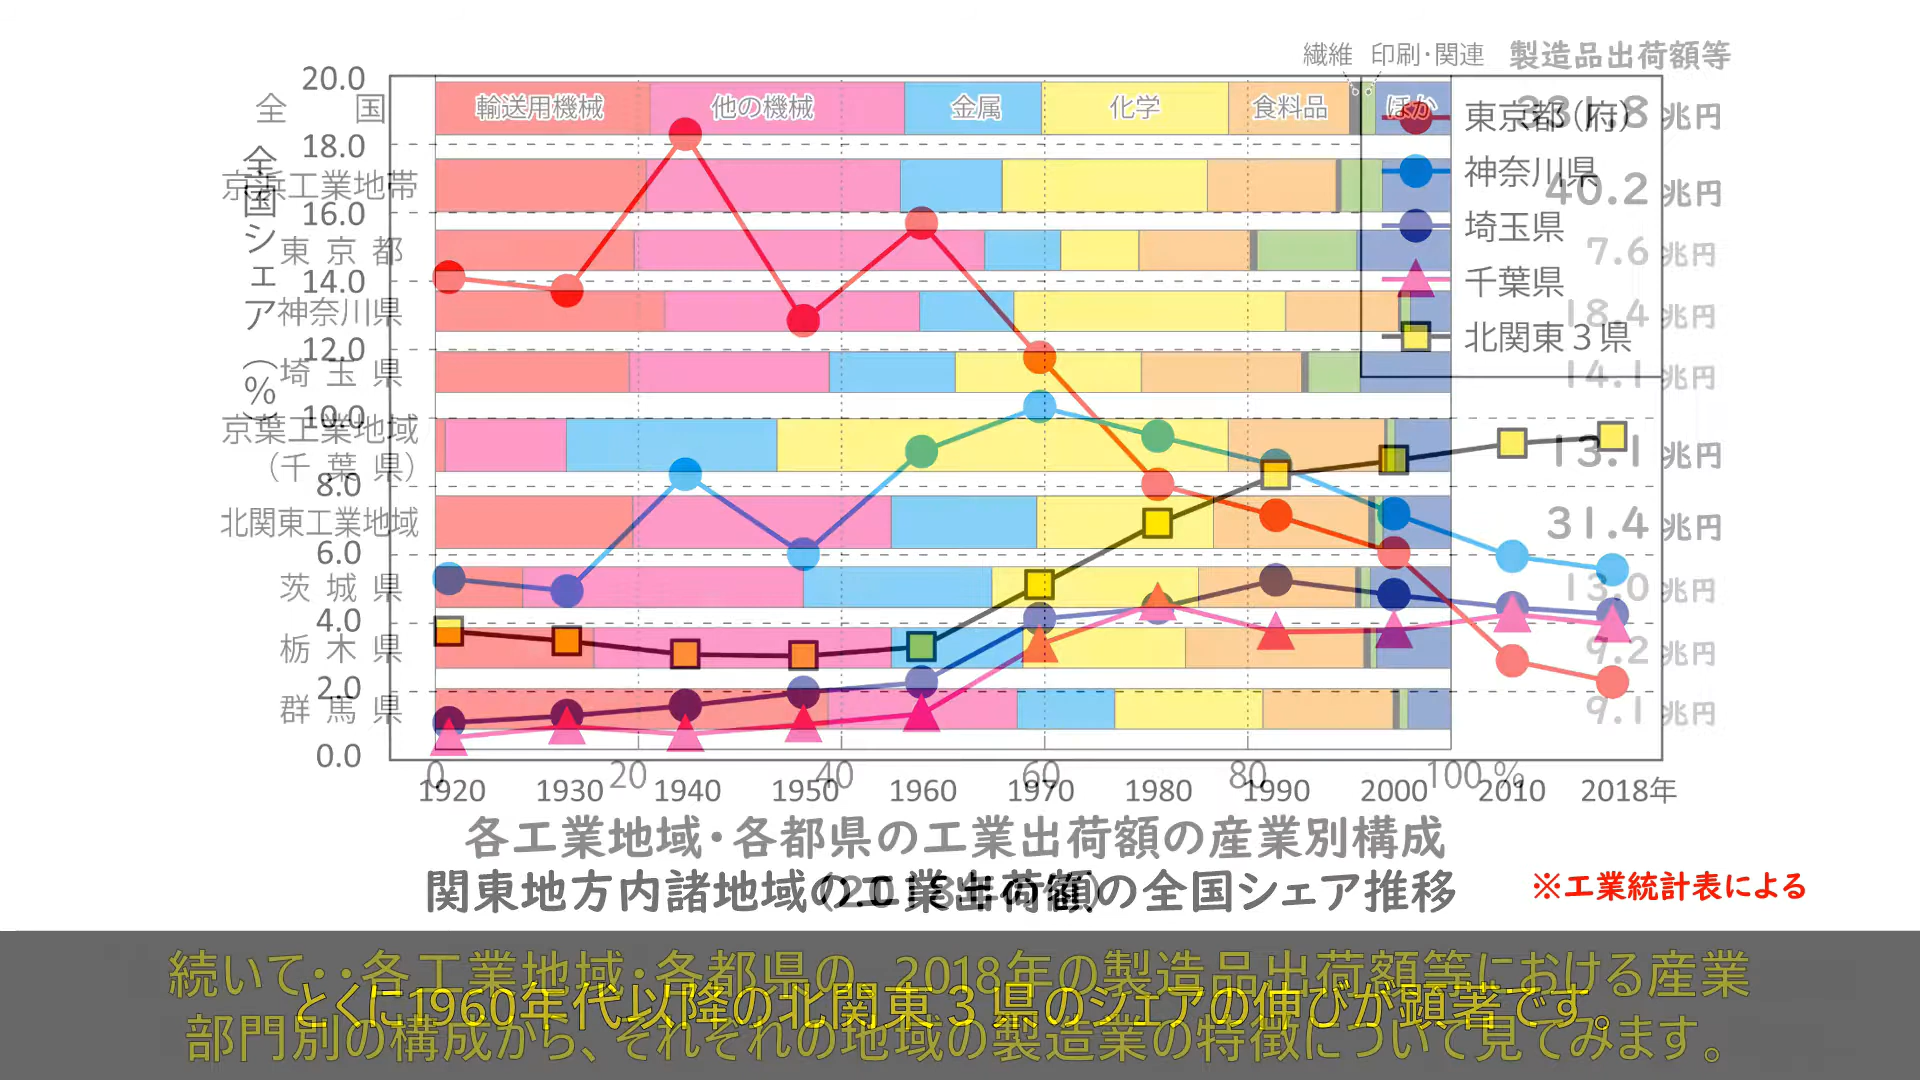 繊維 印刷・関連 製造品出荷額等
全国 輸送用機械 他の機械 金属 化学 食料品 ほか 331.8 兆円
京浜工業地帯 40.2 兆円
東京都 7.6 兆円
神奈川県 18.4 兆円
埼玉県 14.1 兆円
京葉工業地域 13.1 兆円
（千葉県）
北関東工業地域 31.4 兆円
茨城県 13.0 兆円
栃木県 9.2 兆円
群馬県 9.1 兆円
0 20 40 60 80 100%
各工業地域・各都県の工業出荷額の産業別構成
（2018年の値）
全国シェア（%）
20.0
18.0
16.0
14.0
12.0
10.0
8.0
6.0
4.0
2.0
0.0
東京都（府）
神奈川県
埼玉県
千葉県
北関東３県
1920 1930 1940 1950 1960 1970 1980 1990 2000 2010 2018年
関東地方内諸地域の工業出荷額の全国シェア推移
※工業統計表による
続いて・・各工業地域・各都県の、2018年の製造品出荷額等における産業
部門別の構成から、それぞれの地域の製造業の特徴について見てみます。
とくに1960年代以降の北関東３県のシェアの伸びが顕著です。